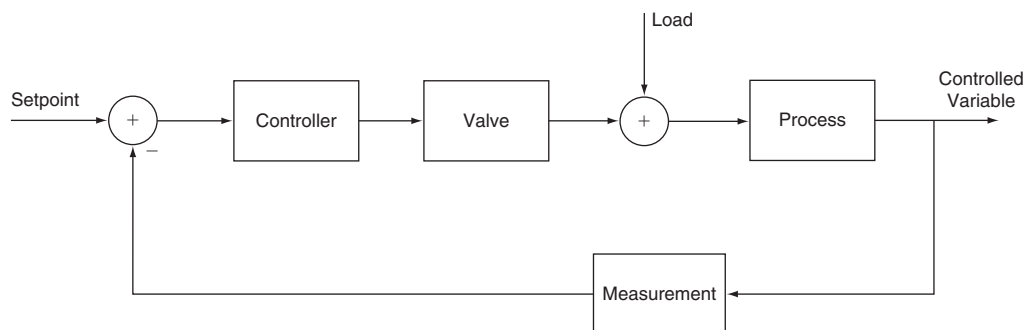 Load
Setpoint
+
−
Controller
Valve
+
Process
Controlled
Variable
Measurement